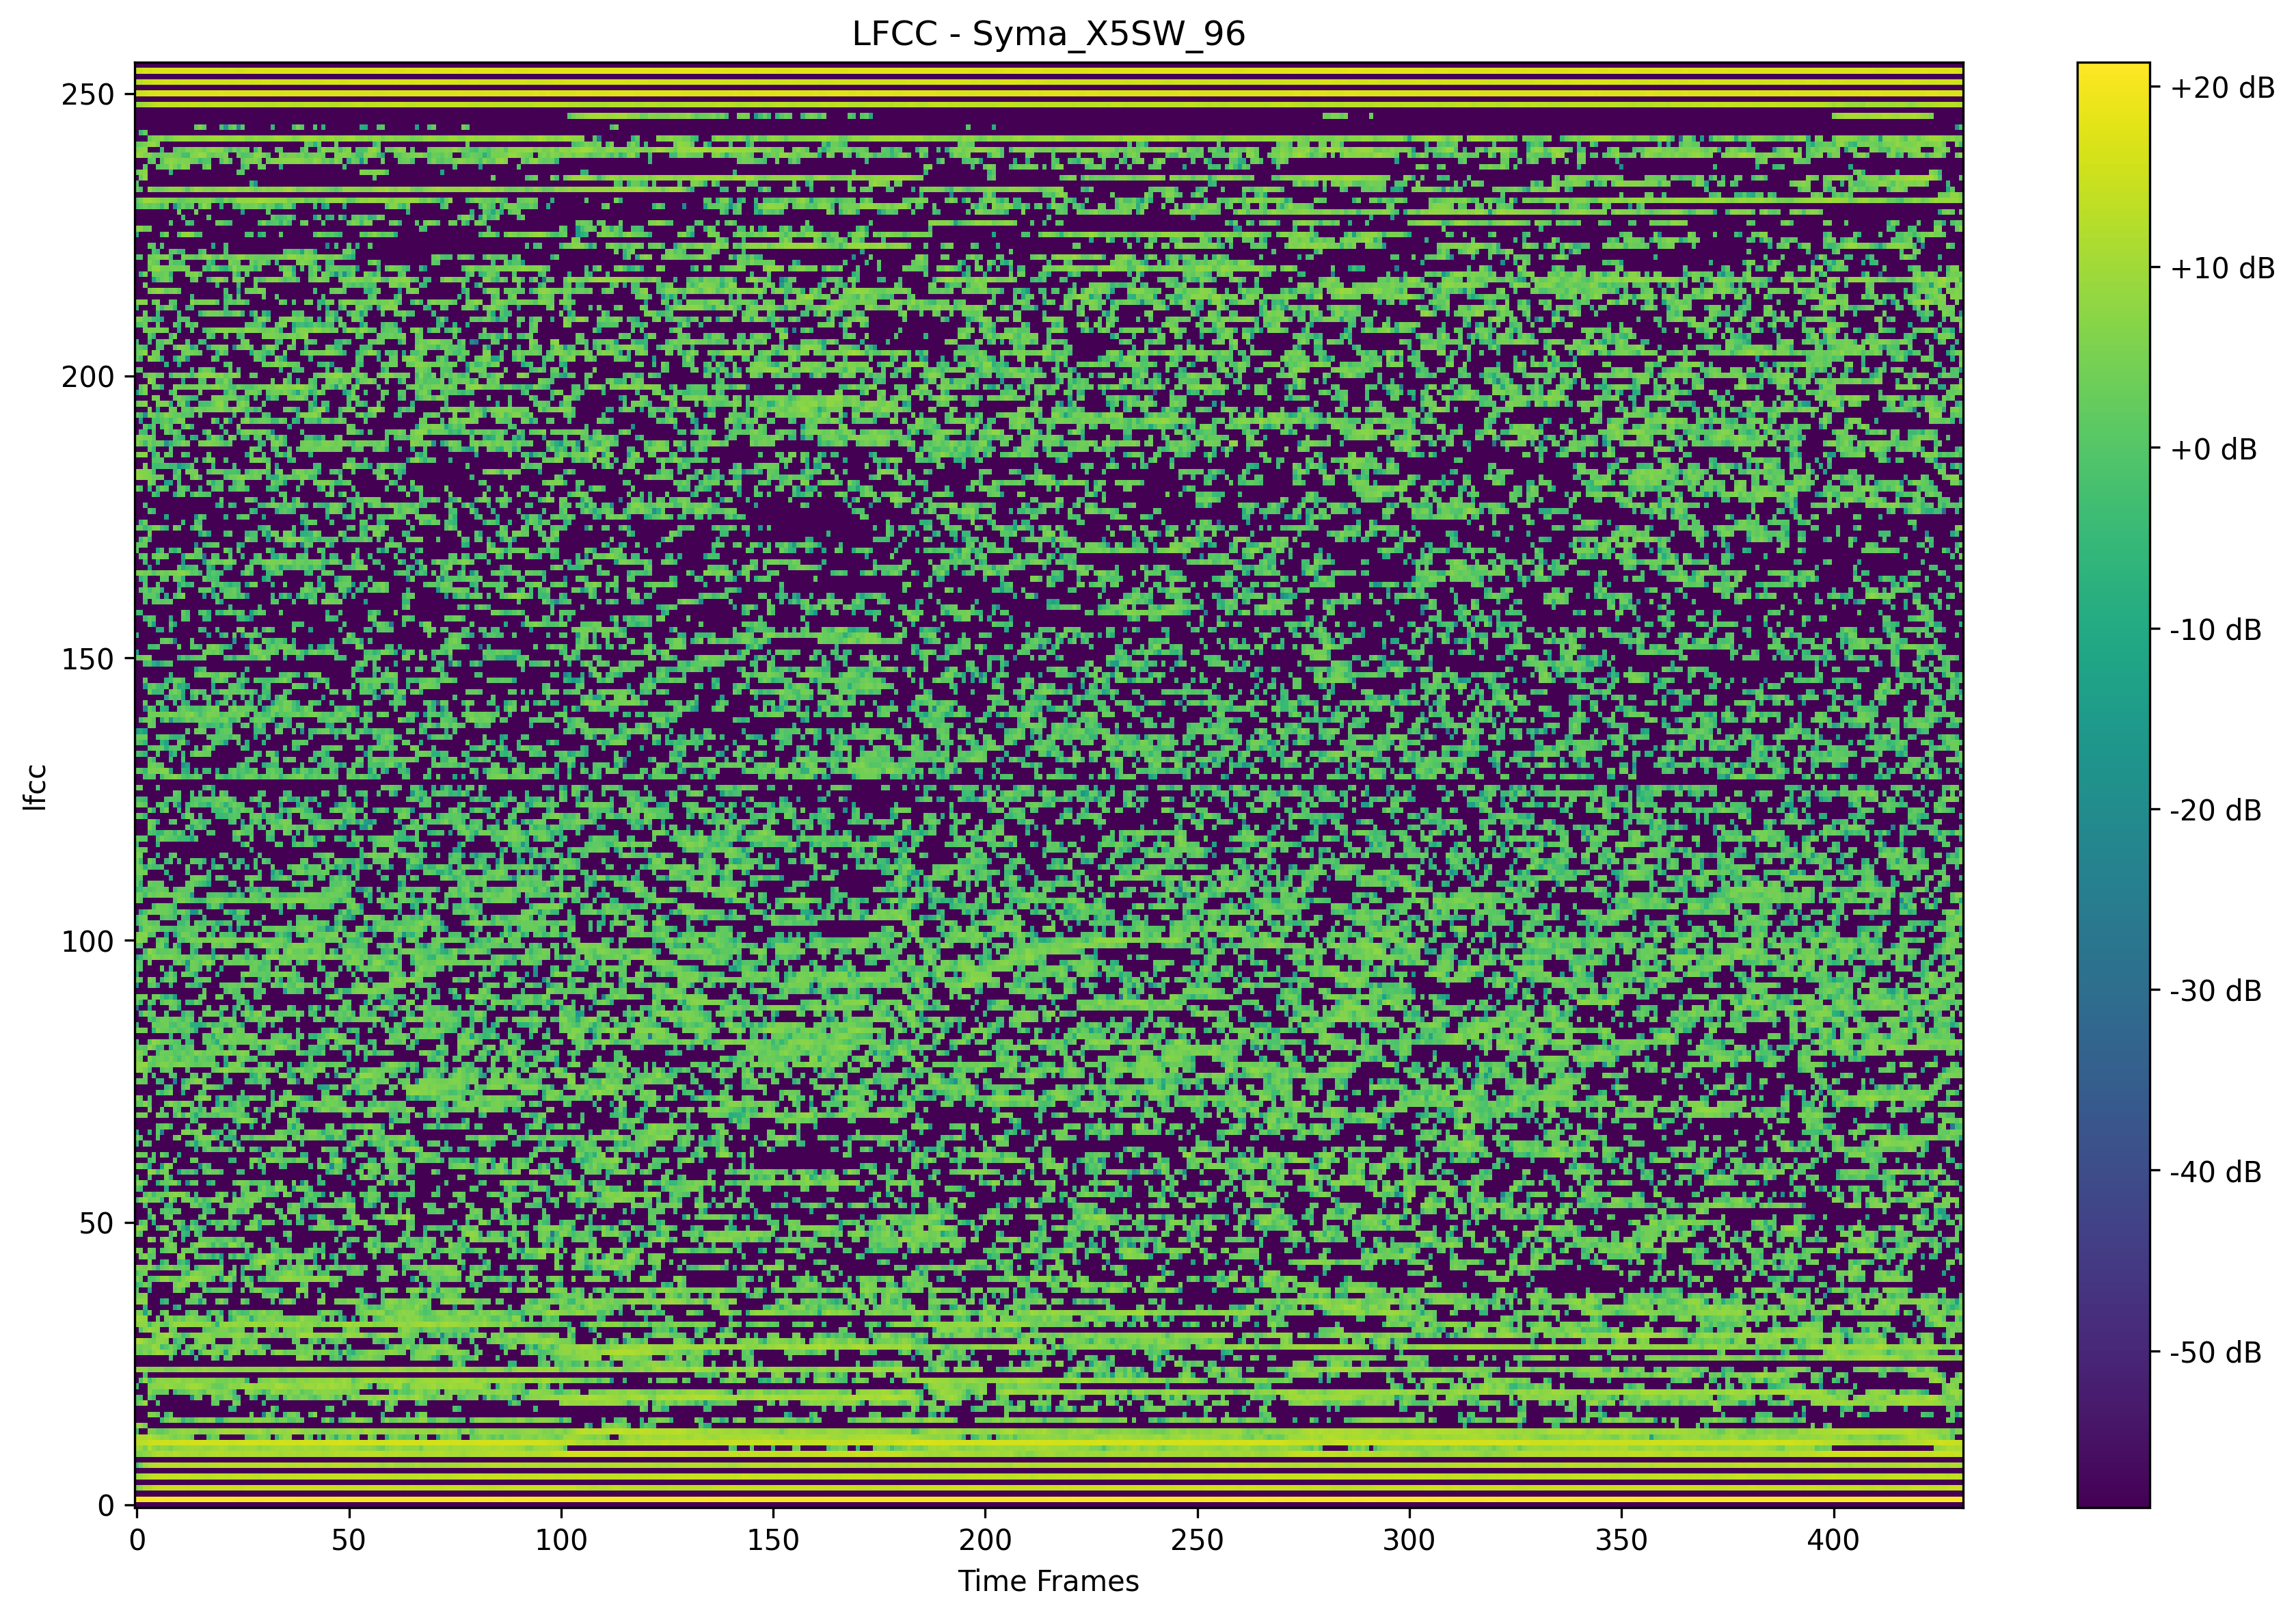 LFCC - Syma_X5SW_96
250
200
150
100
50
0
lfcc
0 50 100 150 200 250 300 350 400
Time Frames
+20 dB
+10 dB
+0 dB
-10 dB
-20 dB
-30 dB
-40 dB
-50 dB